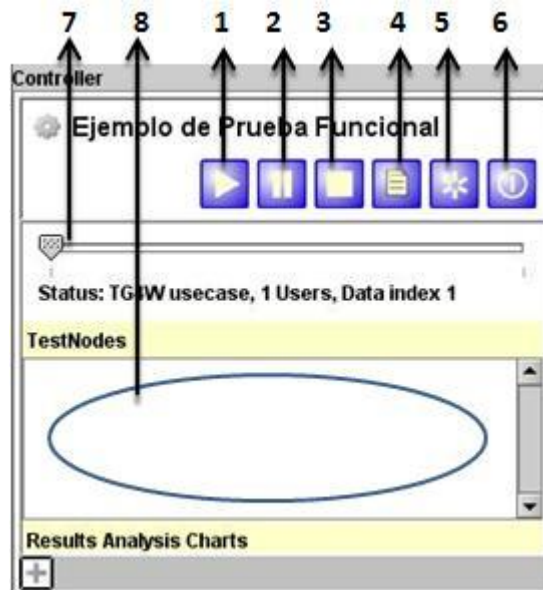 7 8 1 2 3 4 5 6
Controller
Ejemplo de Prueba Funcional
Status: TG4W usecase, 1 Users, Data index 1
TestNodes
Results Analysis Charts